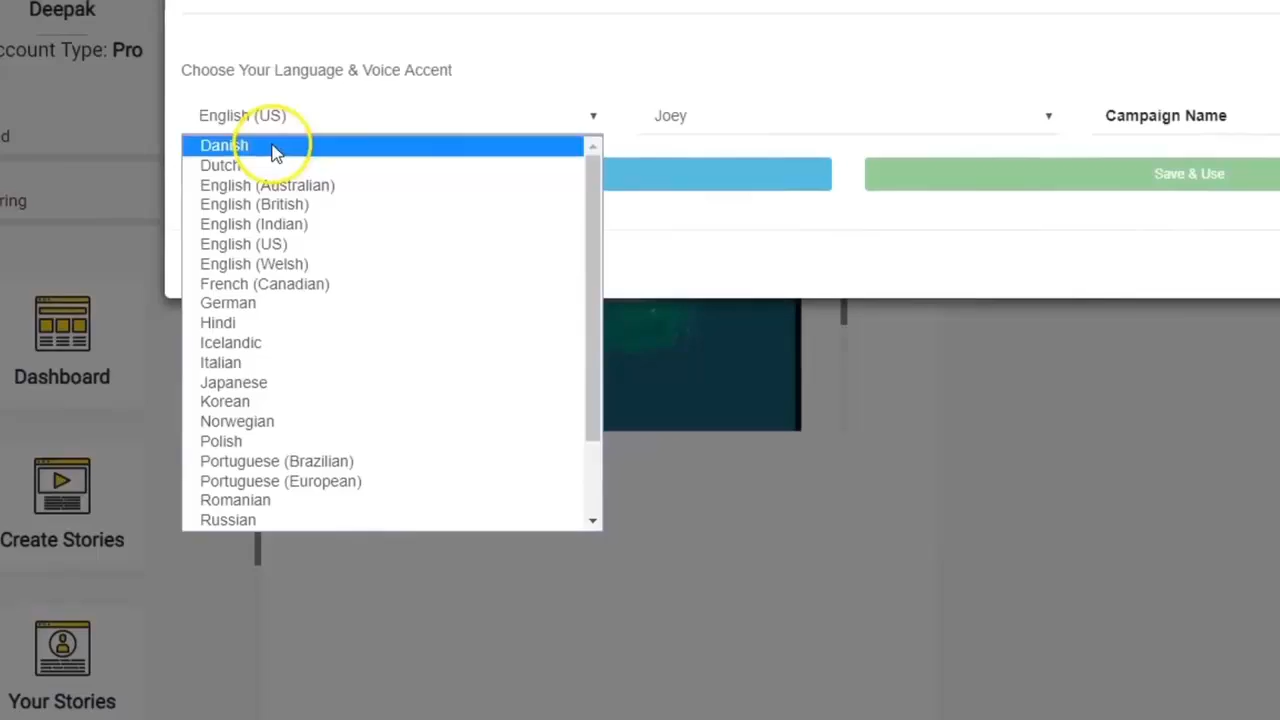 Deepak
ccount Type: Pro
d
ring
Dashboard
Create Stories
Your Stories
Choose Your Language & Voice Accent
English (US)
Joey
Campaign Name
Save & Use
Danish
Dutch
English (Australian)
English (British)
English (Indian)
English (US)
English (Welsh)
French (Canadian)
German
Hindi
Icelandic
Italian
Japanese
Korean
Norwegian
Polish
Portuguese (Brazilian)
Portuguese (European)
Romanian
Russian